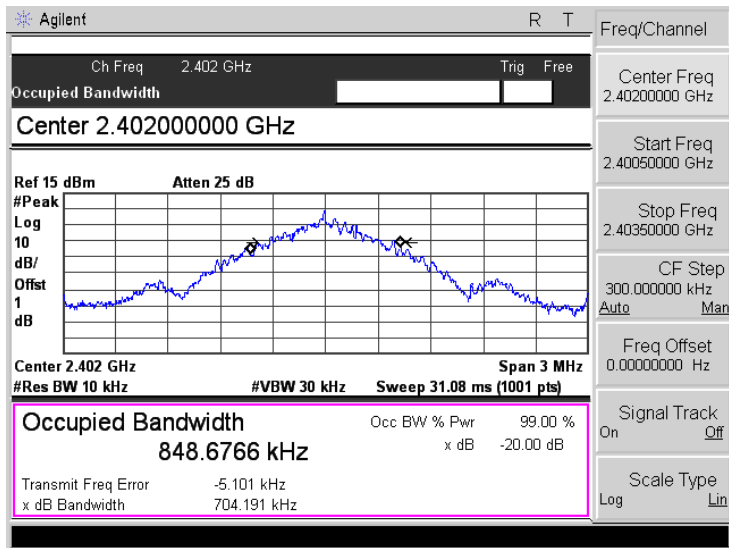 Agilent R T
Ch Freq 2.402 GHz Trig Free
Occupied Bandwidth
Center 2.402000000 GHz
Ref 15 dBm Atten 25 dB
#Peak
Log
10
dB/
Offst
1
dB
Center 2.402 GHz Span 3 MHz
#Res BW 10 kHz #VBW 30 kHz Sweep 31.08 ms (1001 pts)
Occupied Bandwidth
848.6766 kHz
Occ BW % Pwr 99.00 %
x dB -20.00 dB
Transmit Freq Error -5.101 kHz
x dB Bandwidth 704.191 kHz
Freq/Channel
Center Freq
2.40200000 GHz
Start Freq
2.40050000 GHz
Stop Freq
2.40350000 GHz
CF Step
300.000000 kHz
Auto Man
Freq Offset
0.00000000 Hz
Signal Track
On Off
Scale Type
Log Lin